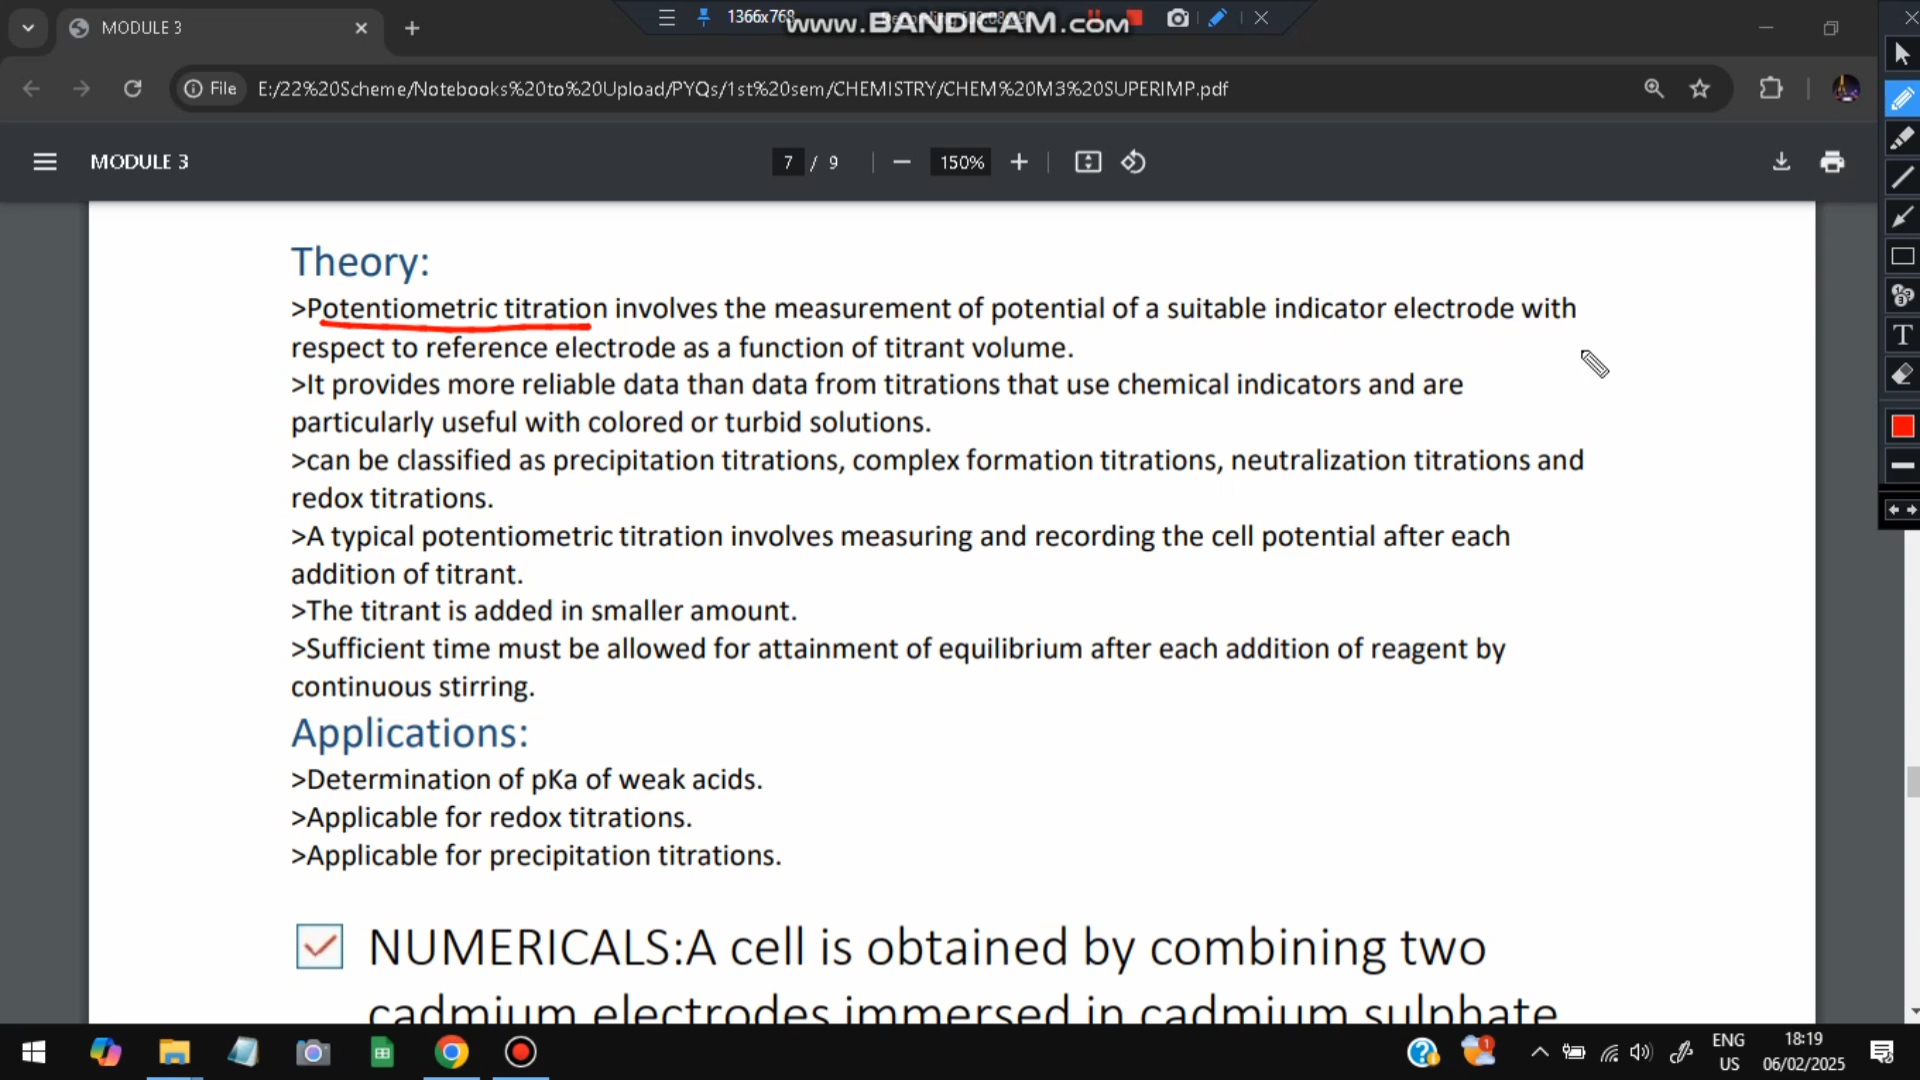 MODULE 3
1366x768
www.BANDICAM.com
File
E:/22%20Scheme/Notebooks%20to%20Upload/PYQs/1st%20sem/CHEMISTRY/CHEM%20M3%20SUPERIMP.pdf
MODULE 3
7 / 9
150%
Theory:
>Potentiometric titration involves the measurement of potential of a suitable indicator electrode with
respect to reference electrode as a function of titrant volume.
>It provides more reliable data than data from titrations that use chemical indicators and are
particularly useful with colored or turbid solutions.
>can be classified as precipitation titrations, complex formation titrations, neutralization titrations and
redox titrations.
>A typical potentiometric titration involves measuring and recording the cell potential after each
addition of titrant.
>The titrant is added in smaller amount.
>Sufficient time must be allowed for attainment of equilibrium after each addition of reagent by
continuous stirring.
Applications:
>Determination of pKa of weak acids.
>Applicable for redox titrations.
>Applicable for precipitation titrations.
NUMERICALS:A cell is obtained by combining two
cadmium electrodes immersed in cadmium sulphate
T
1
ENG
US
18:19
06/02/2025